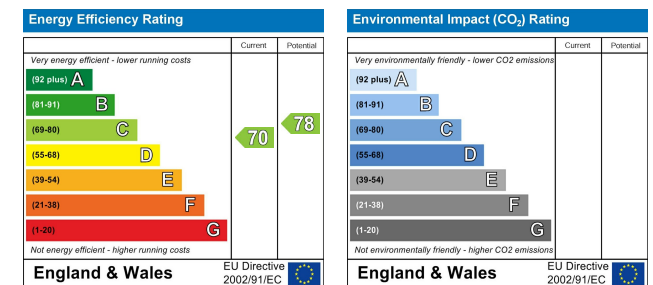 Energy Efficiency Rating
Current Potential
Very energy efficient - lower running costs
(92 plus) A
(81-91) B
(69-80) C
70
78
(55-68) D
(39-54) E
(21-38) F
(1-20) G
Not energy efficient - higher running costs
England & Wales
EU Directive
2002/91/EC
Environmental Impact (CO₂) Rating
Current Potential
Very environmentally friendly - lower CO2 emissions
(92 plus) A
(81-91) B
(69-80) C
(55-68) D
(39-54) E
(21-38) F
(1-20) G
Not environmentally friendly - higher CO2 emissions
England & Wales
EU Directive
2002/91/EC